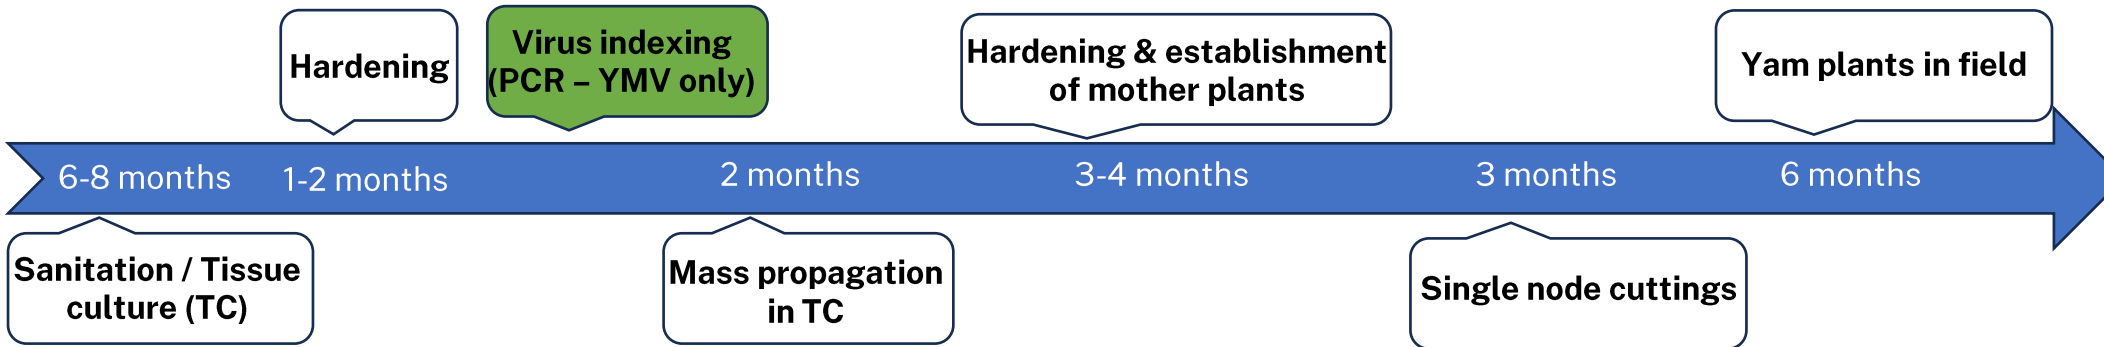 Hardening
Virus indexing
(PCR – YMV only)
Hardening & establishment
of mother plants
Yam plants in field
6-8 months
1-2 months
2 months
3-4 months
3 months
6 months
Sanitation / Tissue
culture (TC)
Mass propagation
in TC
Single node cuttings